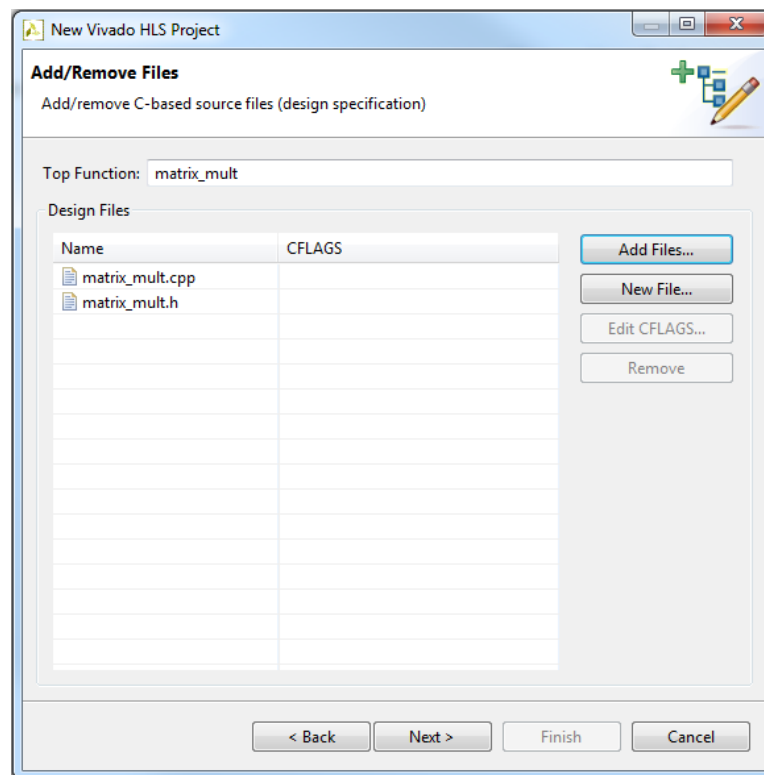 New Vivado HLS Project
Add/Remove Files
Add/remove C-based source files (design specification)
Top Function: matrix_mult
Design Files
Name CFLAGS
matrix_mult.cpp
matrix_mult.h
Add Files...
New File...
Edit CFLAGS...
Remove
< Back Next > Finish Cancel